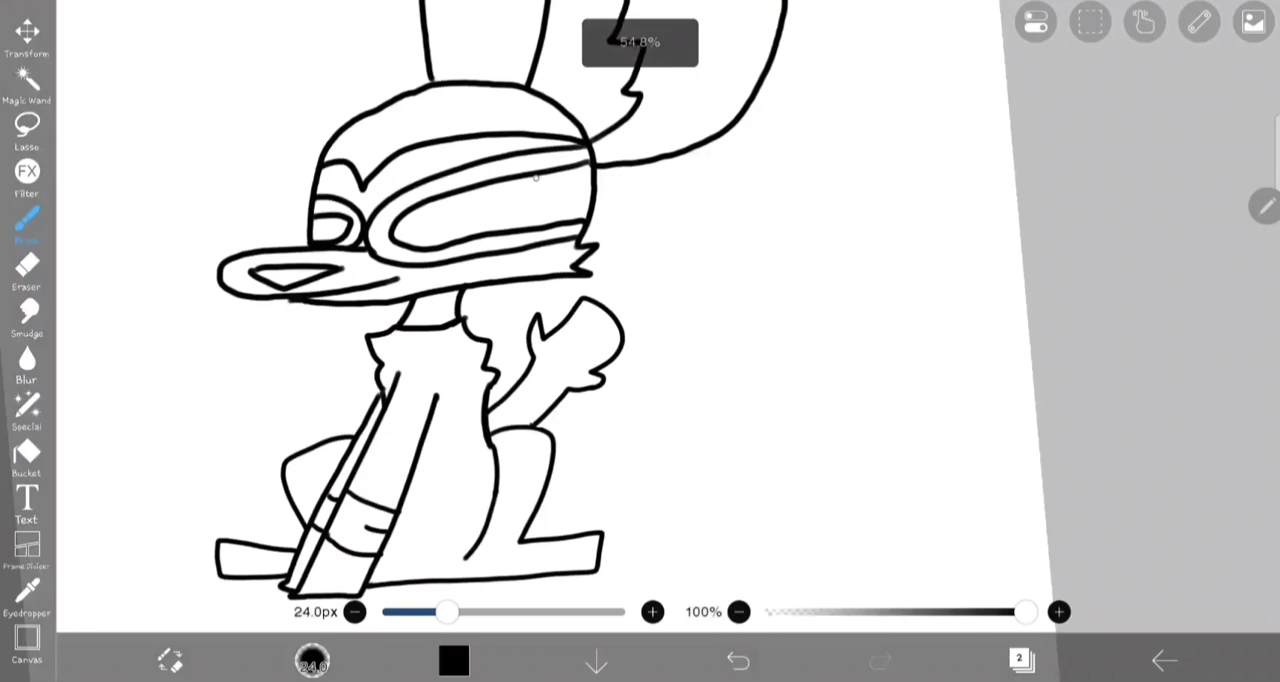 54.8%
Transform
Magic Wand
Lasso
FX
Filter
Eraser
Smudge
Blur
Special
Bucket
T
Text
Frame Divider
Eyedropper
Canvas
24.0px
100%
24.0
2